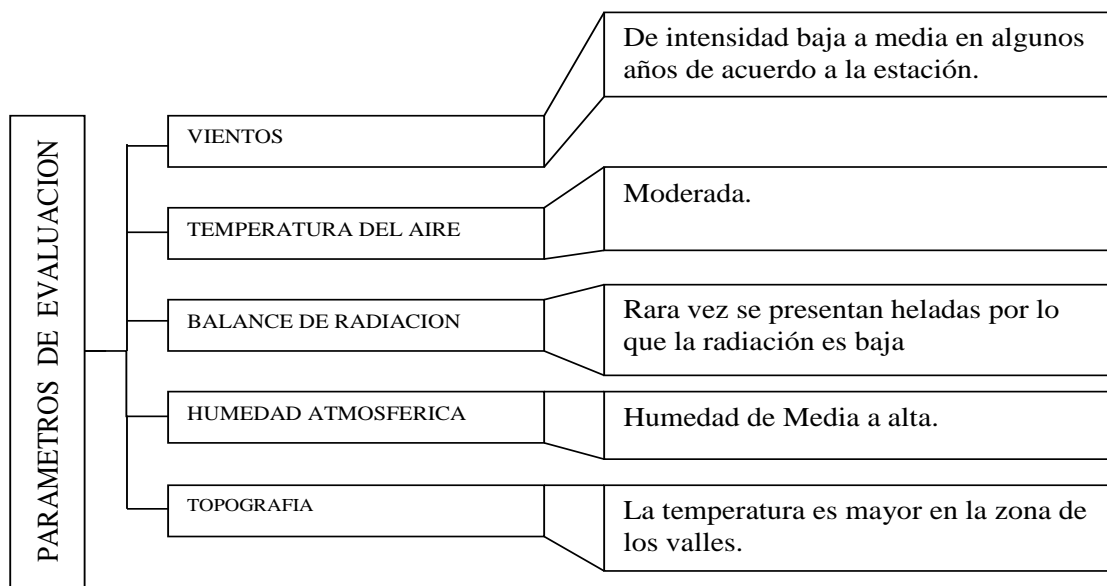 PARAMETROS DE EVALUACION
VIENTOS
De intensidad baja a media en algunos
años de acuerdo a la estación.
TEMPERATURA DEL AIRE
Moderada.
BALANCE DE RADIACION
Rara vez se presentan heladas por lo
que la radiación es baja
HUMEDAD ATMOSFERICA
Humedad de Media a alta.
TOPOGRAFIA
La temperatura es mayor en la zona de
los valles.